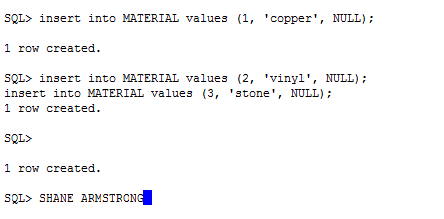 SQL> insert into MATERIAL values (1, 'copper', NULL);
1 row created.
SQL> insert into MATERIAL values (2, 'vinyl', NULL);
insert into MATERIAL values (3, 'stone', NULL);
1 row created.
SQL>
1 row created.
SQL> SHANE ARMSTRONG